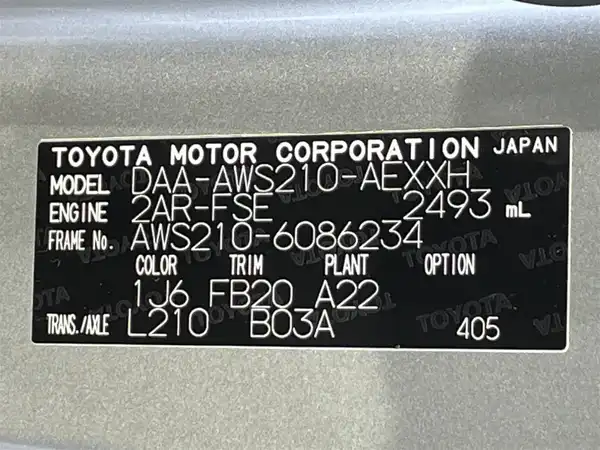 TOYOTA MOTOR CORPORATION JAPAN
MODEL DAA-AWS210-AEXXH
ENGINE 2AR-FSE 2493 mL
FRAME No. AWS210-6086234
COLOR TRIM PLANT OPTION
1J6 FB20 A22
TRANS./AXLE L210 B03A 405